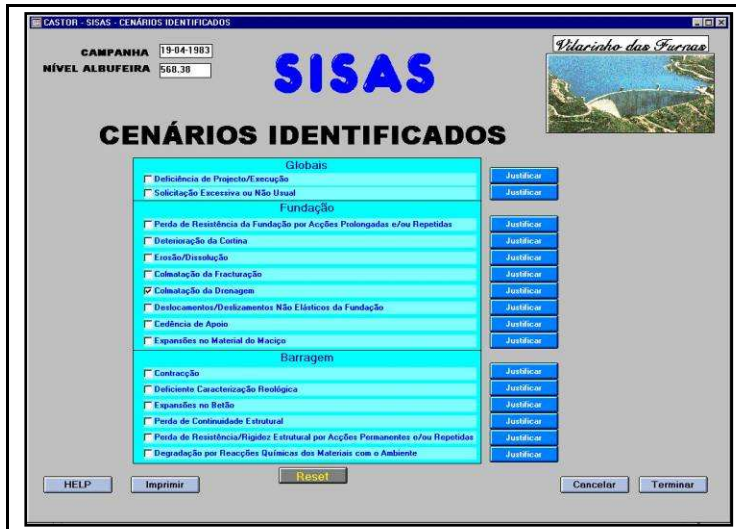 CASTOR - SISAS - CENÁRIOS IDENTIFICADOS
CAMPANHA 19-04-1983
NÍVEL ALBUFEIRA 568.38
SISAS
Vilarinho das Furnas
CENÁRIOS IDENTIFICADOS
Globais
Deficiência de Projecto/Execução Justificar
Solicitação Excessiva ou Não Usual Justificar
Fundação
Perda de Resistência da Fundação por Acções Prolongadas e/ou Repetidas Justificar
Deterioração da Cortina Justificar
Erosão/Dissolução Justificar
Colmatação da Fracturação Justificar
Colmatação da Drenagem Justificar
Deslocamentos/Deslizamentos Não Elásticos da Fundação Justificar
Cedência de Apoio Justificar
Expansões no Material do Maciço Justificar
Barragem
Contracção Justificar
Deficiente Caracterização Reológica Justificar
Expansões no Betão Justificar
Perda de Continuidade Estrutural Justificar
Perda de Resistência/Rigidez Estrutural por Acções Permanentes e/ou Repetidas Justificar
Degradação por Reacções Químicas dos Materiais com o Ambiente Justificar
HELP Imprimir Reset Cancelar Terminar